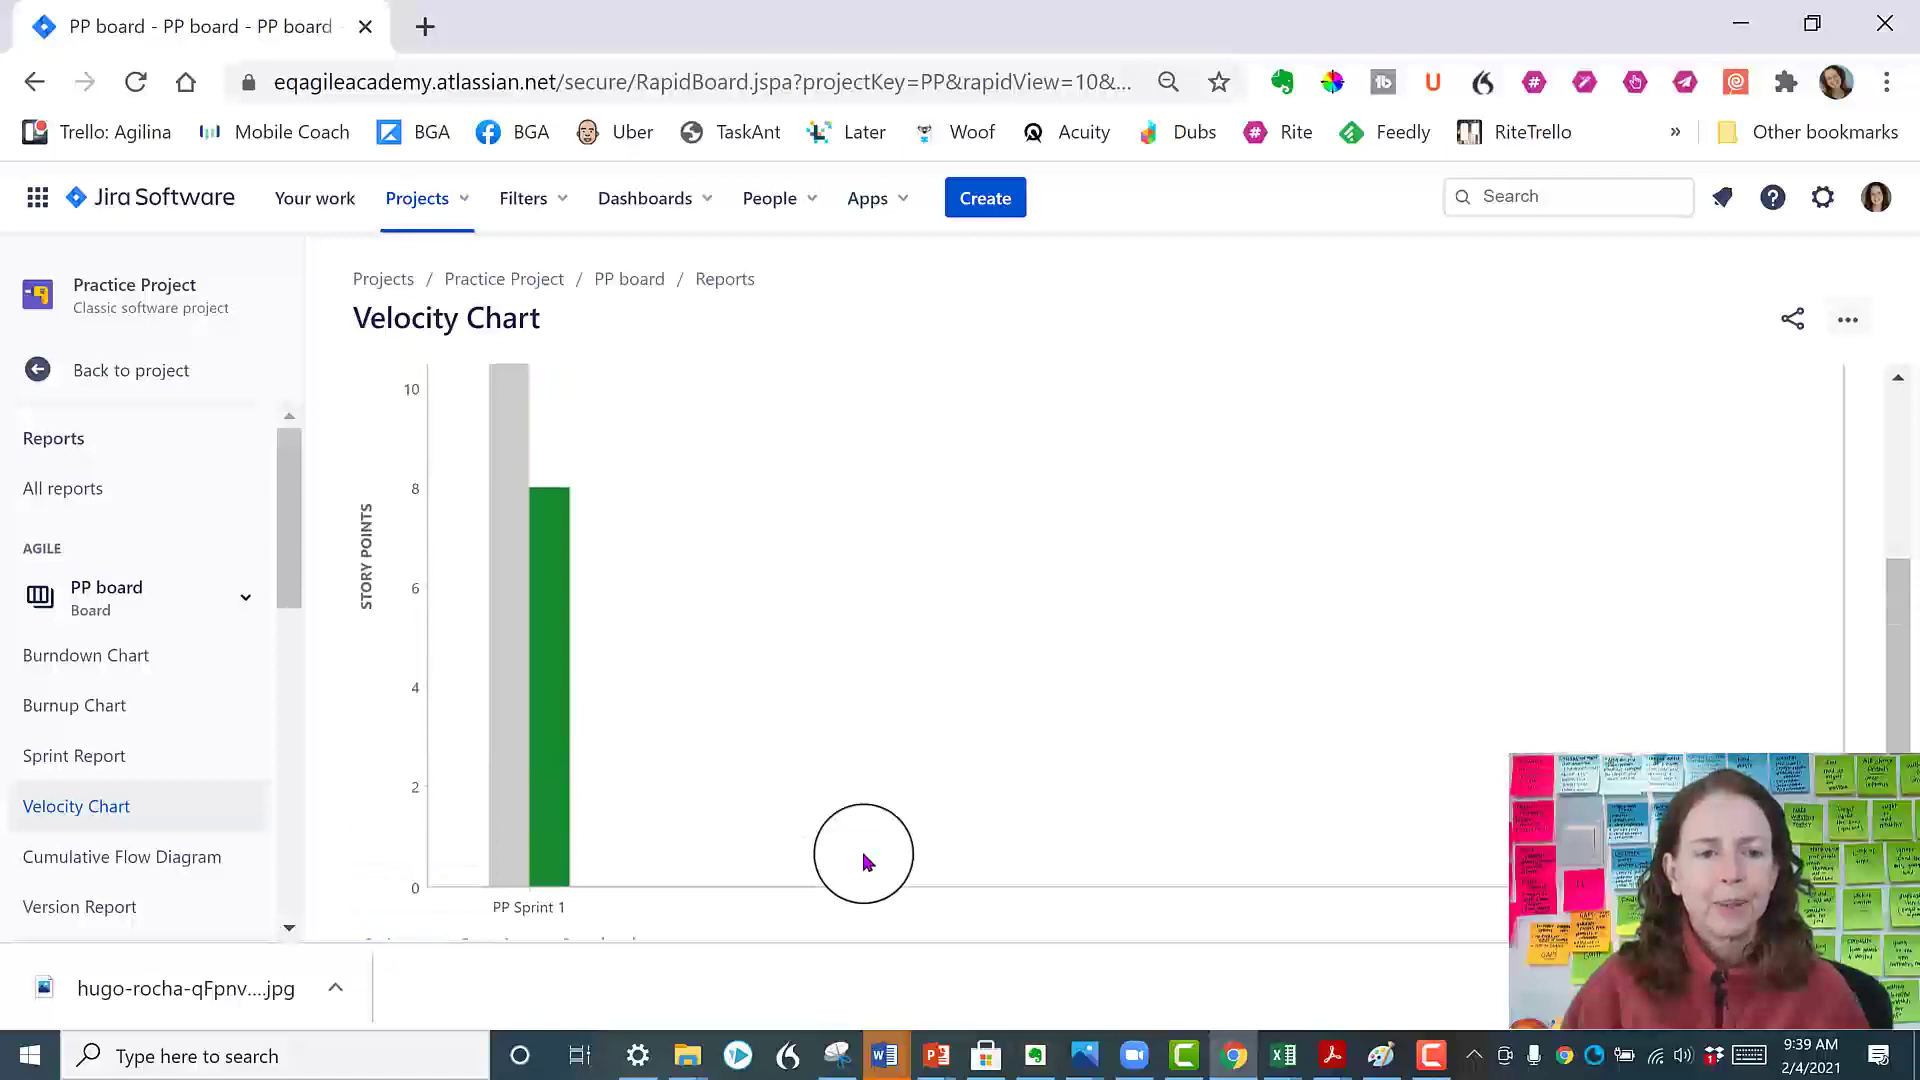 PP board - PP board - PP board
eqagileacademy.atlassian.net/secure/RapidBoard.jspa?projectKey=PP&rapidView=10&...
Trello: Agilina
Mobile Coach
BGA
BGA
Uber
TaskAnt
Later
Woof
Acuity
Dubs
Rite
Feedly
RiteTrello
»
Other bookmarks
Jira Software
Your work
Projects
Filters
Dashboards
People
Apps
Create
Search
Practice Project
Classic software project
Back to project
Reports
All reports
AGILE
PP board
Board
Burndown Chart
Burnup Chart
Sprint Report
Velocity Chart
Cumulative Flow Diagram
Version Report
Projects / Practice Project / PP board / Reports
Velocity Chart
STORY POINTS
10
8
6
4
2
0
PP Sprint 1
hugo-rocha-qFpnv....jpg
Type here to search
9:39 AM
2/4/2021